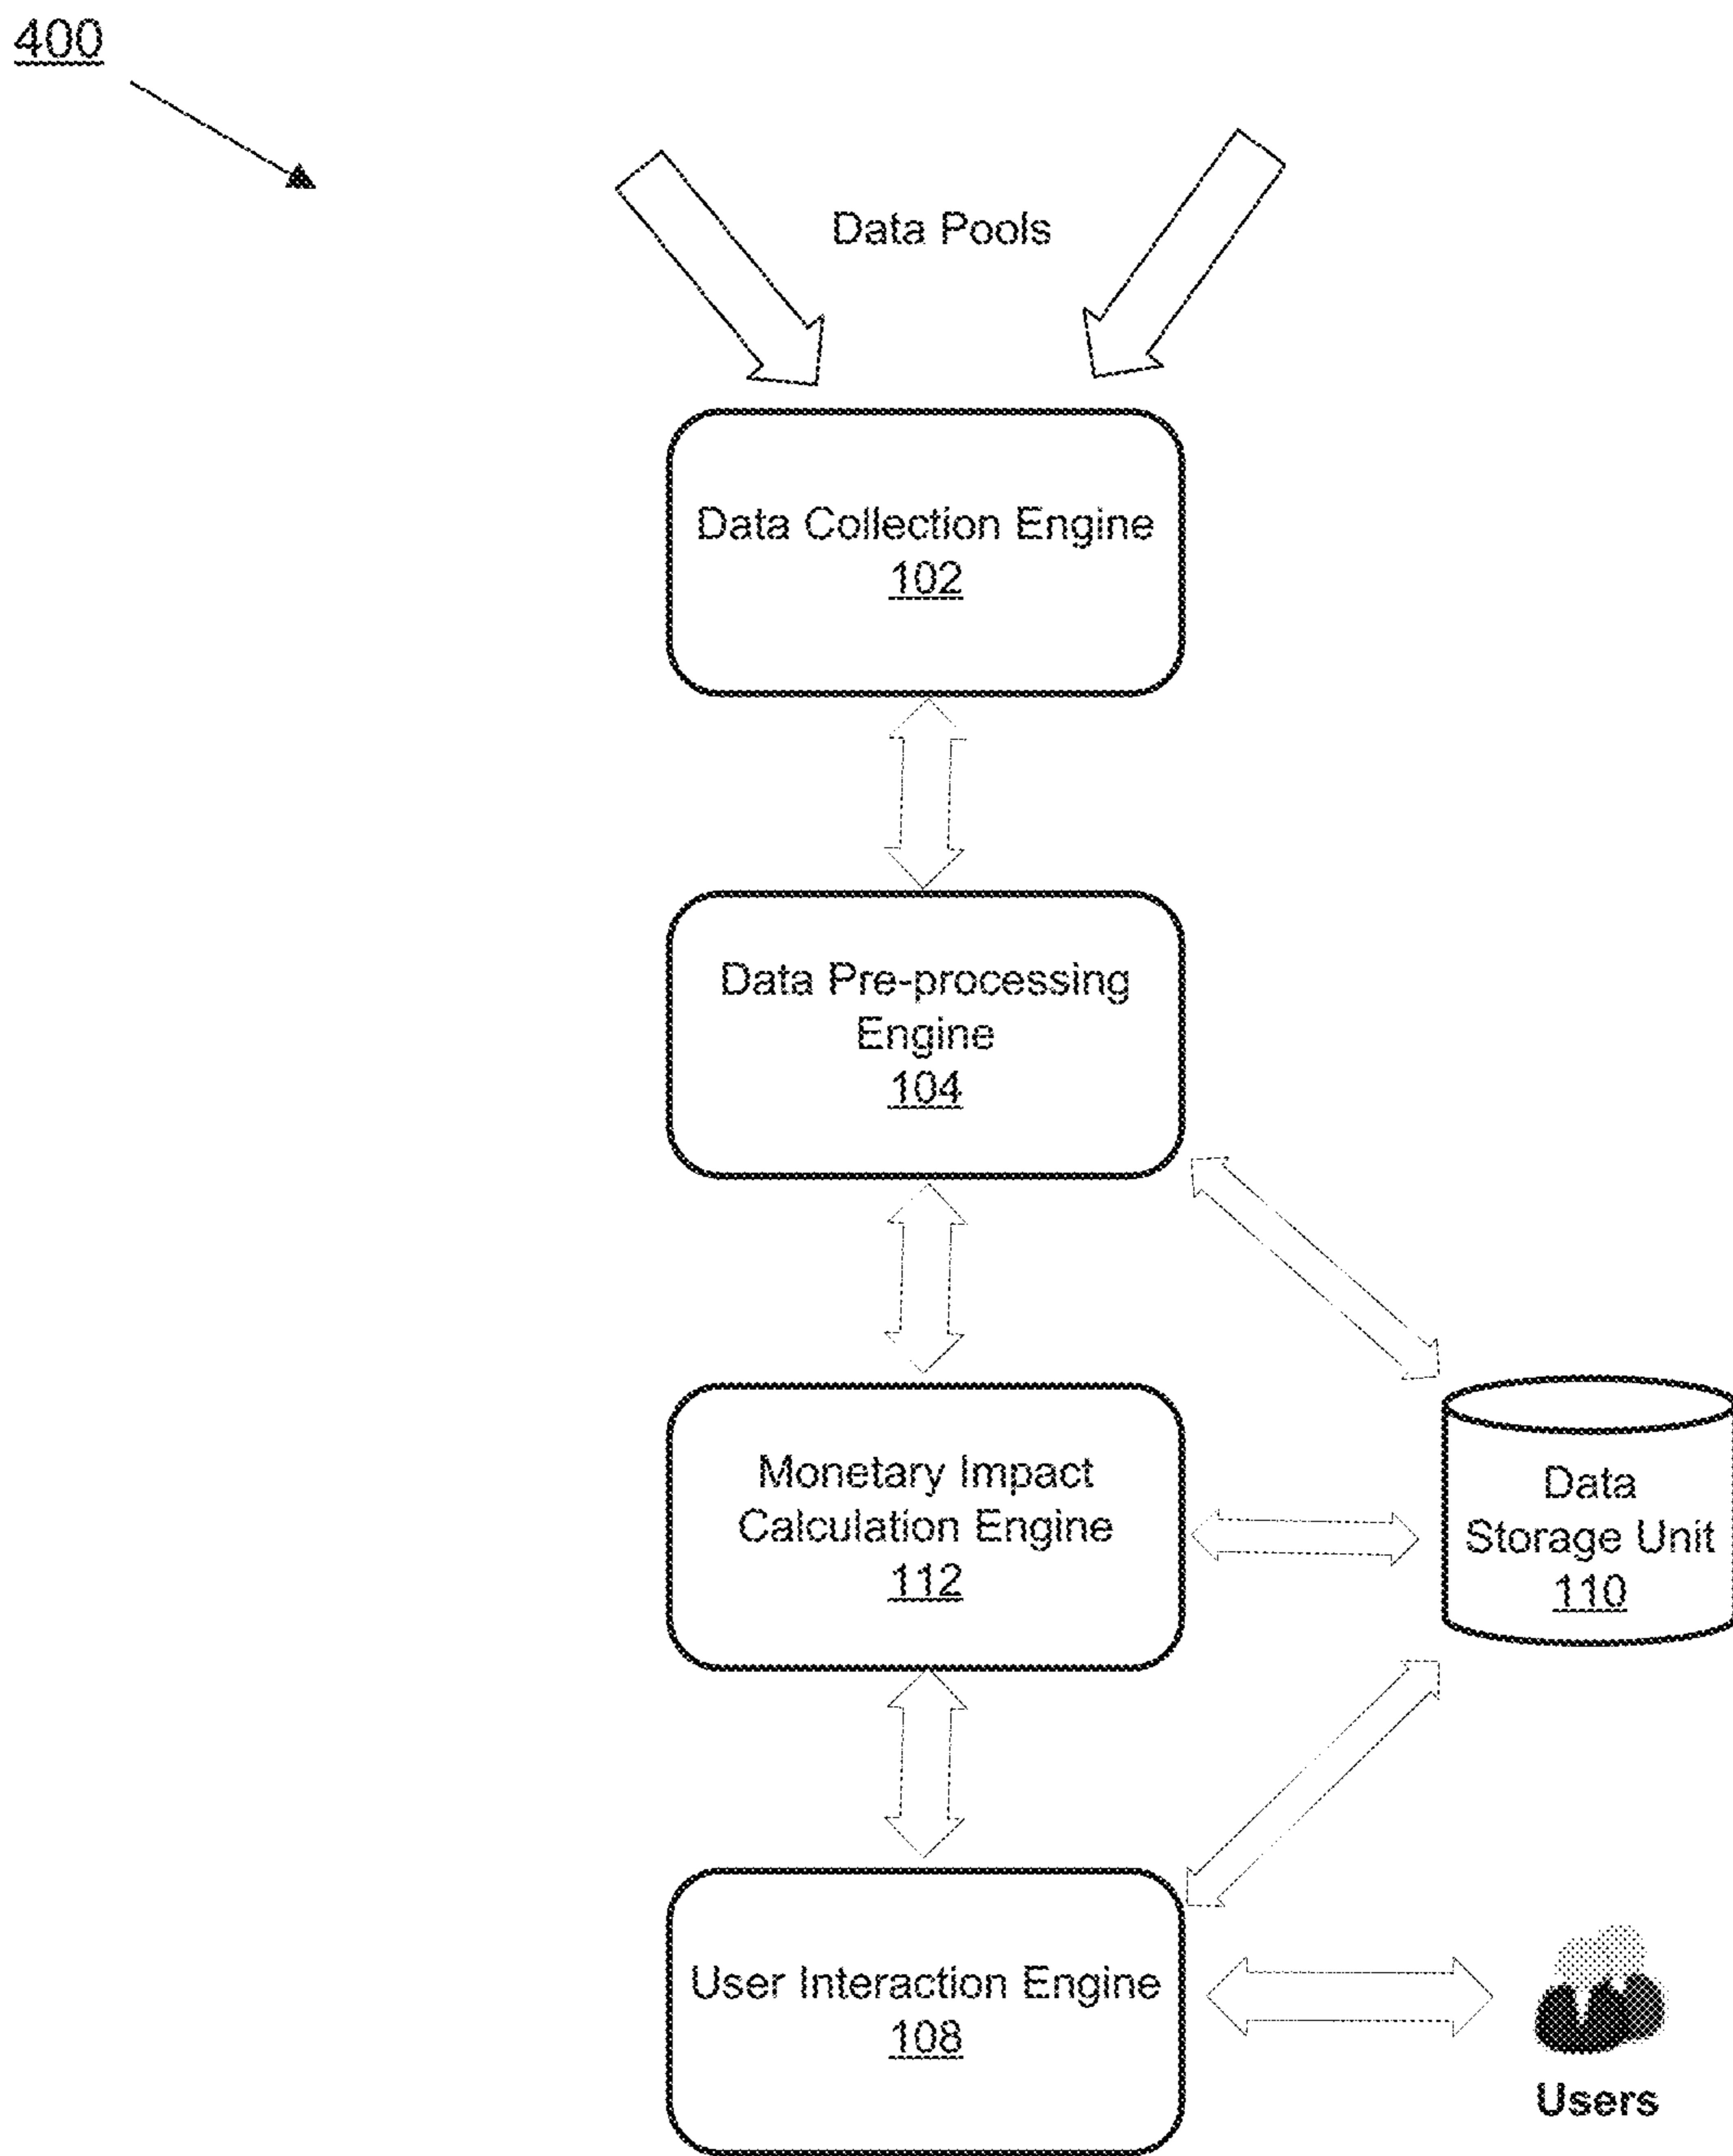 400
Data Pools
Data Collection Engine
102
Data Pre-processing
Engine
104
Monetary Impact
Calculation Engine
112
Data
Storage Unit
110
User Interaction Engine
108
Users